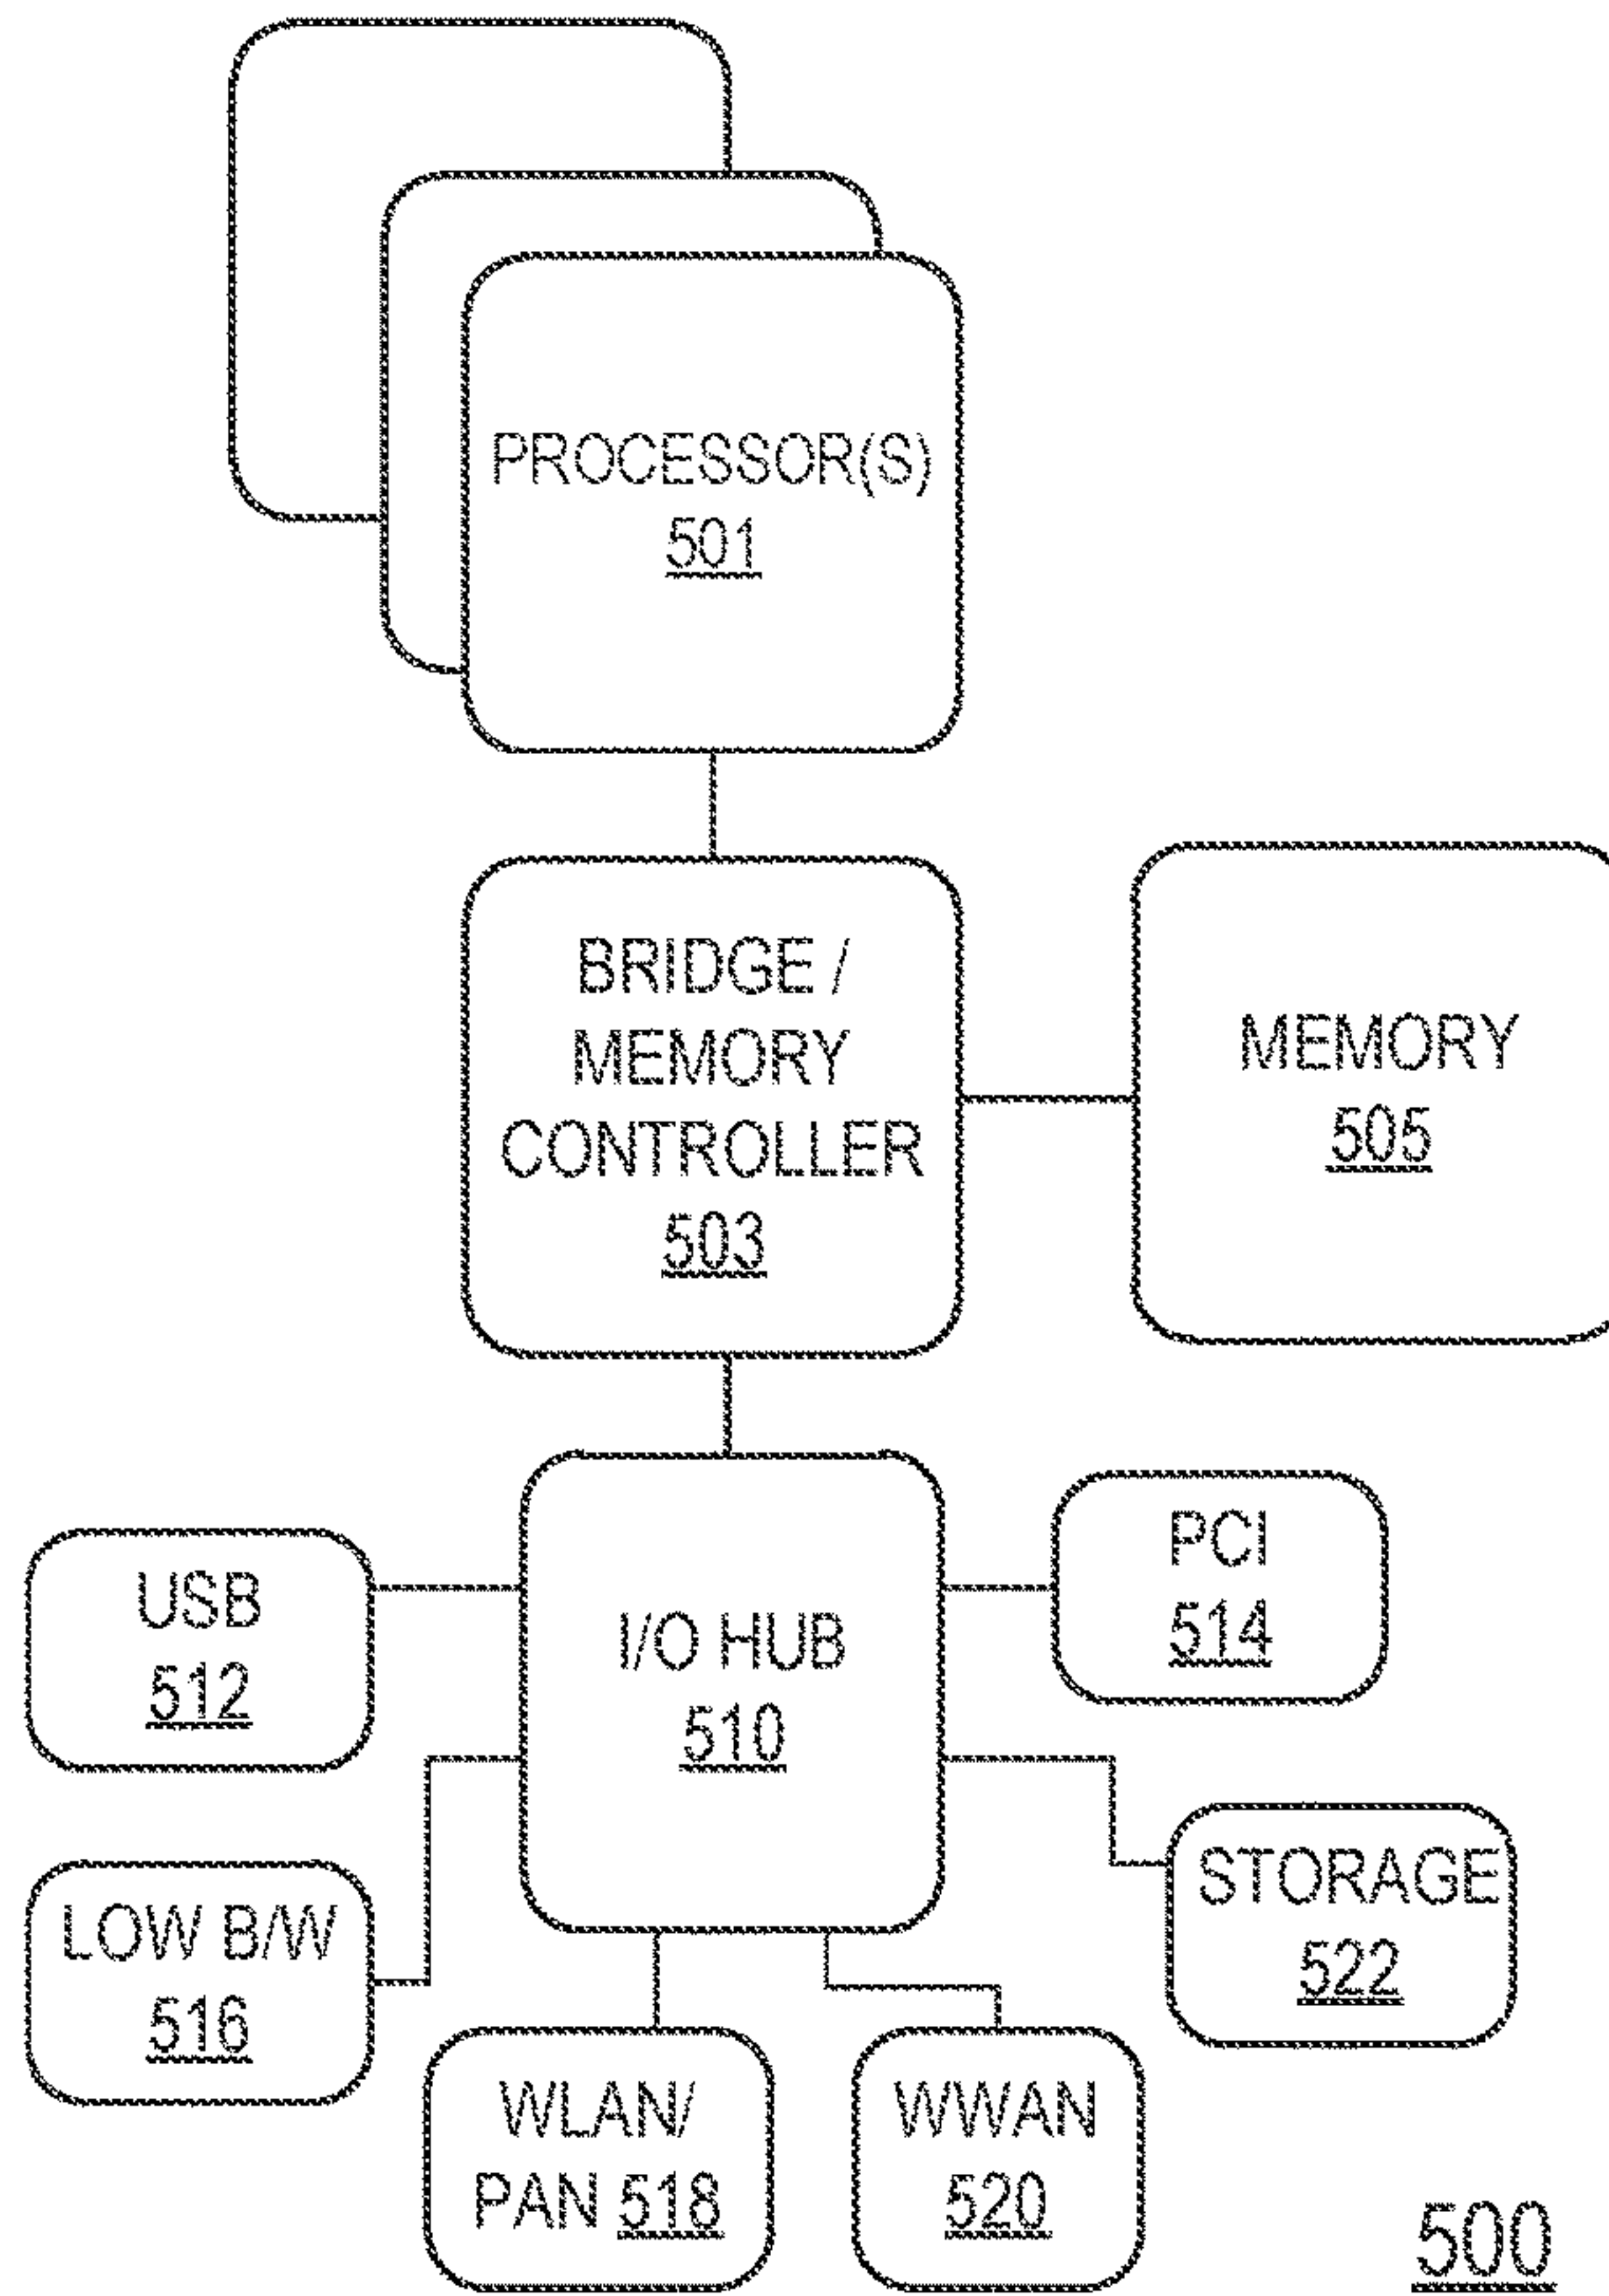 PROCESSOR(S)
501
BRIDGE /
MEMORY
CONTROLLER
503
MEMORY
505
USB
512
I/O HUB
510
PCI
514
LOW B/W
516
STORAGE
522
WLAN/
PAN 518
WWAN
520
500